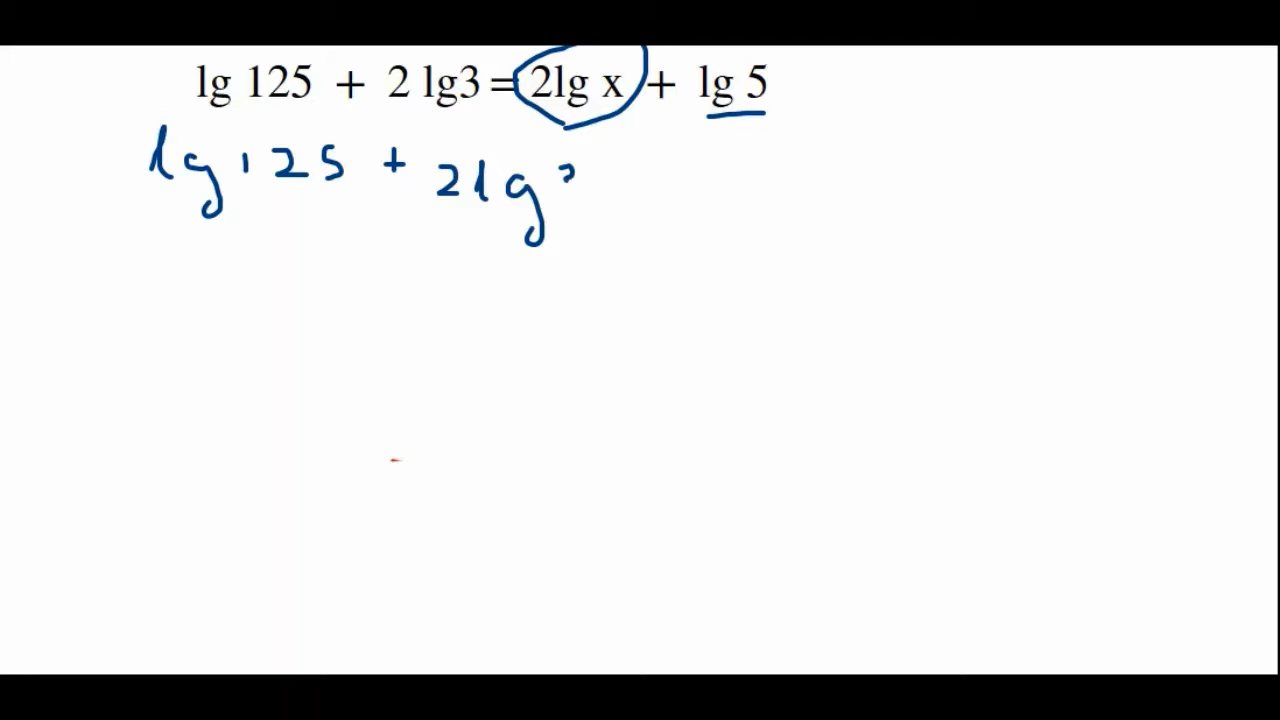 lg 125 + 2 lg3 = 2lg x + lg 5
lg 125 + 2lg